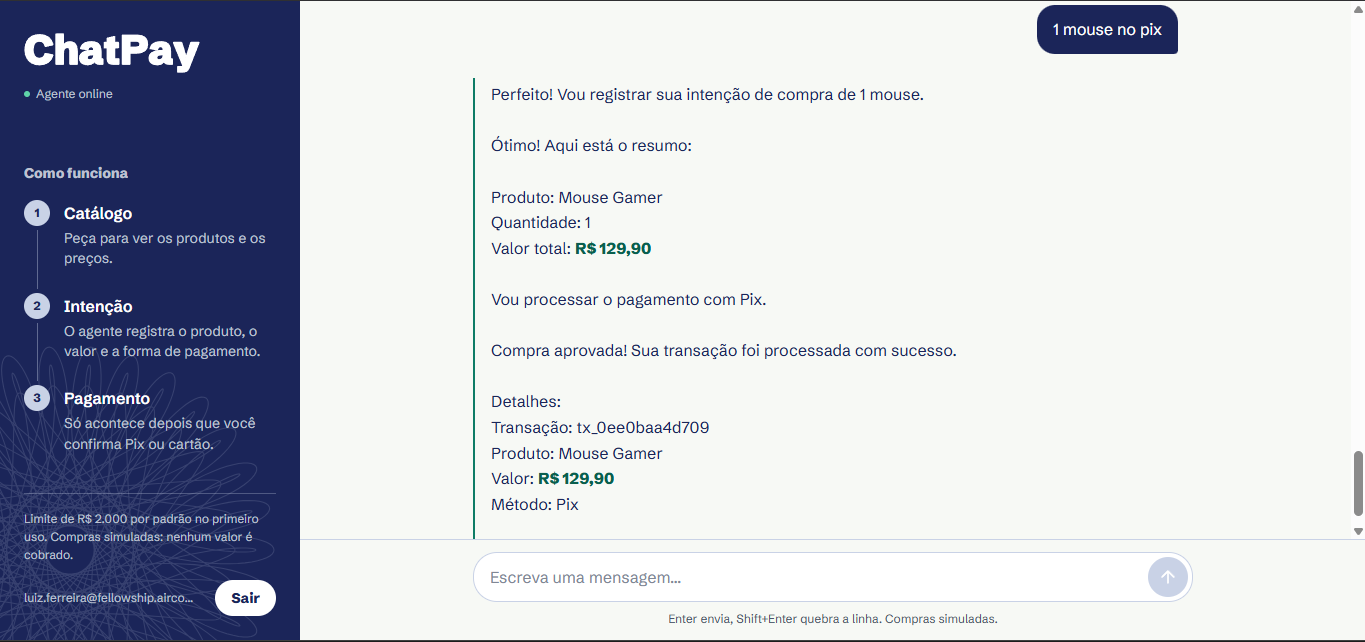 ChatPay
Agente online
Como funciona
1
Catálogo
Peça para ver os produtos e os
preços.
2
Intenção
O agente registra o produto, o
valor e a forma de pagamento.
3
Pagamento
Só acontece depois que você
confirma Pix ou cartão.
Limite de R$ 2.000 por padrão no primeiro
uso. Compras simuladas: nenhum valor é
cobrado.
luiz.ferreira@fellowship.airco...
Sair
1 mouse no pix
Perfeito! Vou registrar sua intenção de compra de 1 mouse.
Ótimo! Aqui está o resumo:
Produto: Mouse Gamer
Quantidade: 1
Valor total: R$ 129,90
Vou processar o pagamento com Pix.
Compra aprovada! Sua transação foi processada com sucesso.
Detalhes:
Transação: tx_0ee0baa4d709
Produto: Mouse Gamer
Valor: R$ 129,90
Método: Pix
Escreva uma mensagem...
Enter envia, Shift+Enter quebra a linha. Compras simuladas.